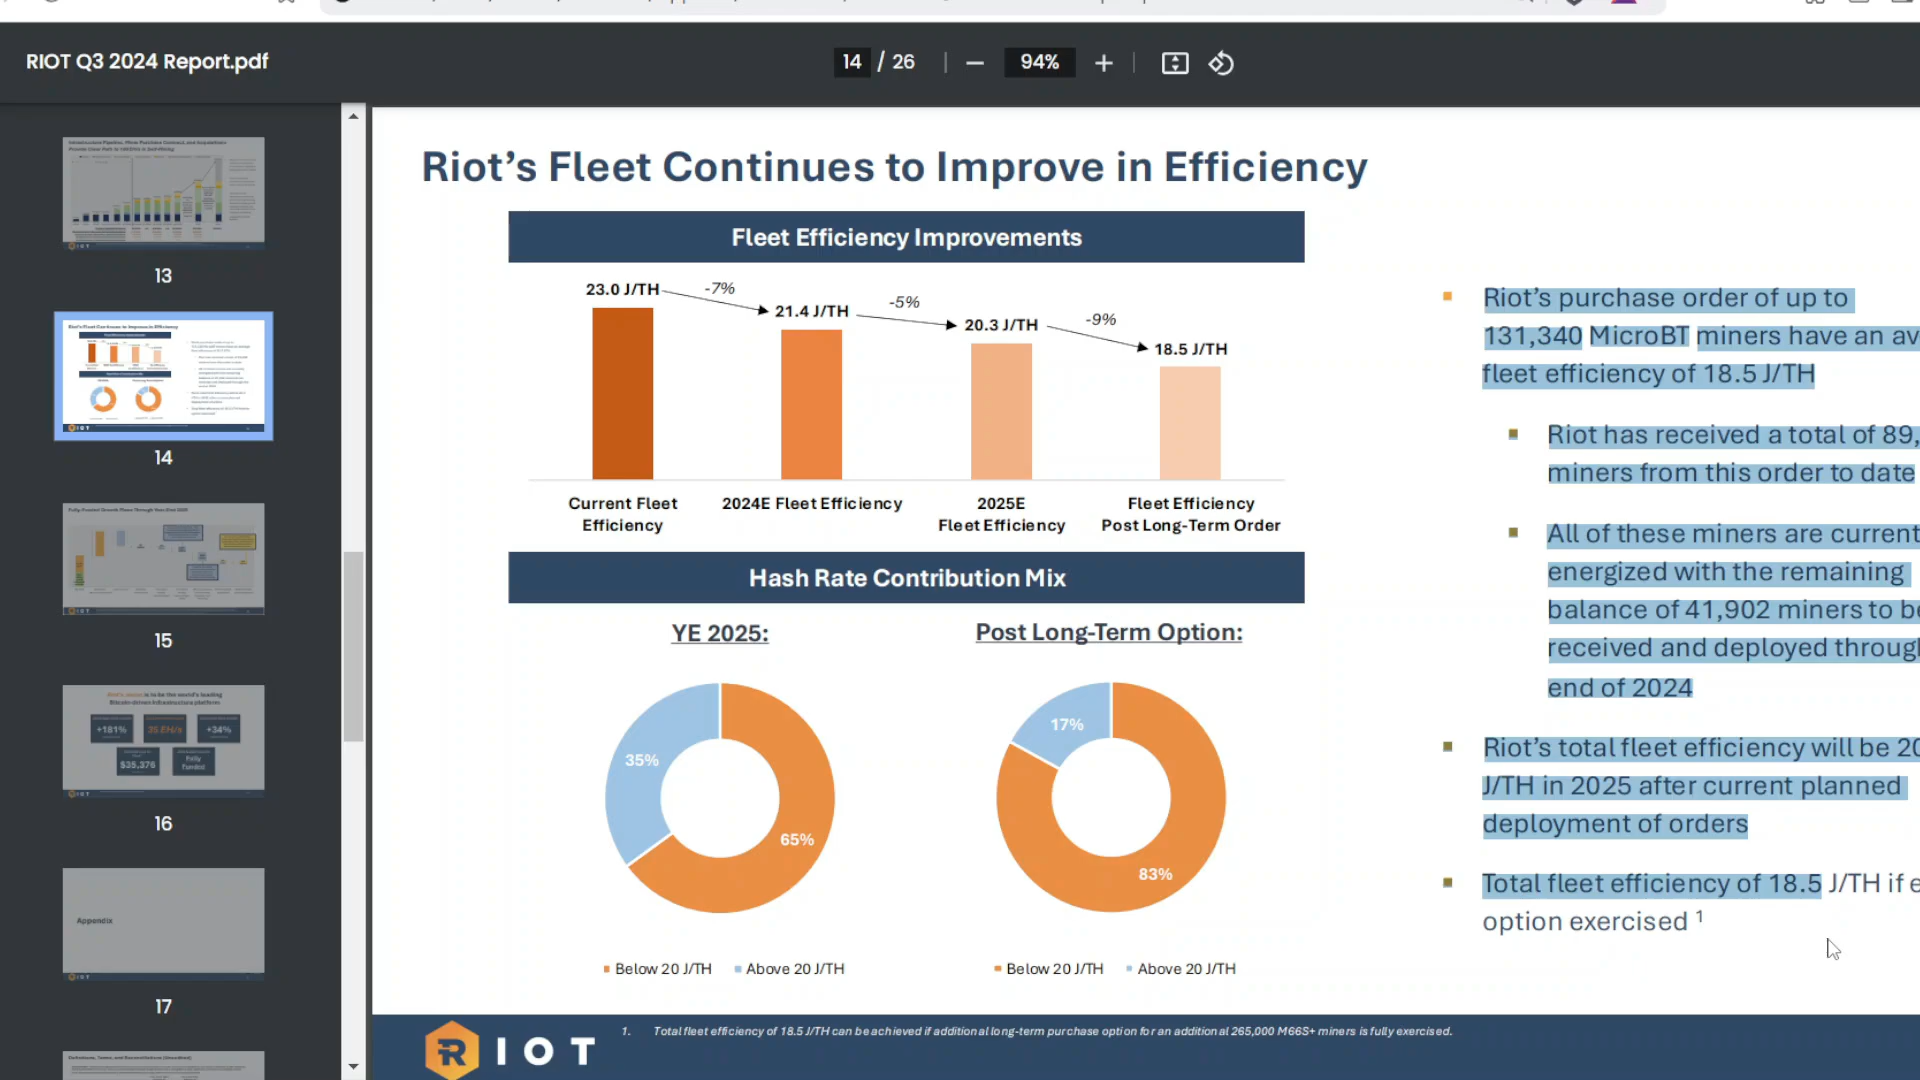 RIOT Q3 2024 Report.pdf
14 / 26
94%
13
14
15
+181%
35 EH/s
+34%
$35,376
16
Appendix
17
Riot's Fleet Continues to Improve in Efficiency
Fleet Efficiency Improvements
23.0 J/TH
-7%
21.4 J/TH
-5%
20.3 J/TH
-9%
18.5 J/TH
Current Fleet
Efficiency
2024E Fleet Efficiency
2025E
Fleet Efficiency
Fleet Efficiency
Post Long-Term Order
Hash Rate Contribution Mix
YE 2025:
Post Long-Term Option:
35%
65%
17%
83%
Below 20 J/TH
Above 20 J/TH
Below 20 J/TH
Above 20 J/TH
Riot's purchase order of up to
131,340 MicroBT miners have an
fleet efficiency of 18.5 J/TH
Riot has received a total of 89,
miners from this order to date
All of these miners are
energized with the remaining
balance of 41,902 miners to
received and deployed
end of 2024
Riot's total fleet efficiency will be
J/TH in 2025 after current planned
deployment of orders
Total fleet efficiency of 18.5 J/TH if
option exercised 1
RIOT
1. Total fleet efficiency of 18.5 J/TH can be achieved if additional long-term purchase option for an additional 265,000 M66S+ miners is fully exercised.